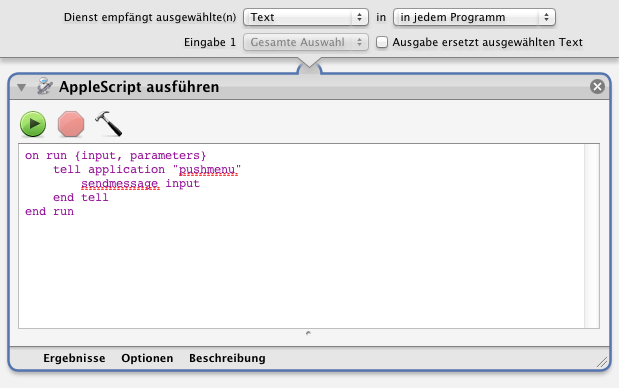 Dienst empfängt ausgewählte(n) Text in in jedem Programm
Eingabe 1 Gesamte Auswahl Ausgabe ersetzt ausgewählten Text
AppleScript ausführen
on run {input, parameters}
    tell application "pushmenu"
        sendmessage input
    end tell
end run
Ergebnisse Optionen Beschreibung